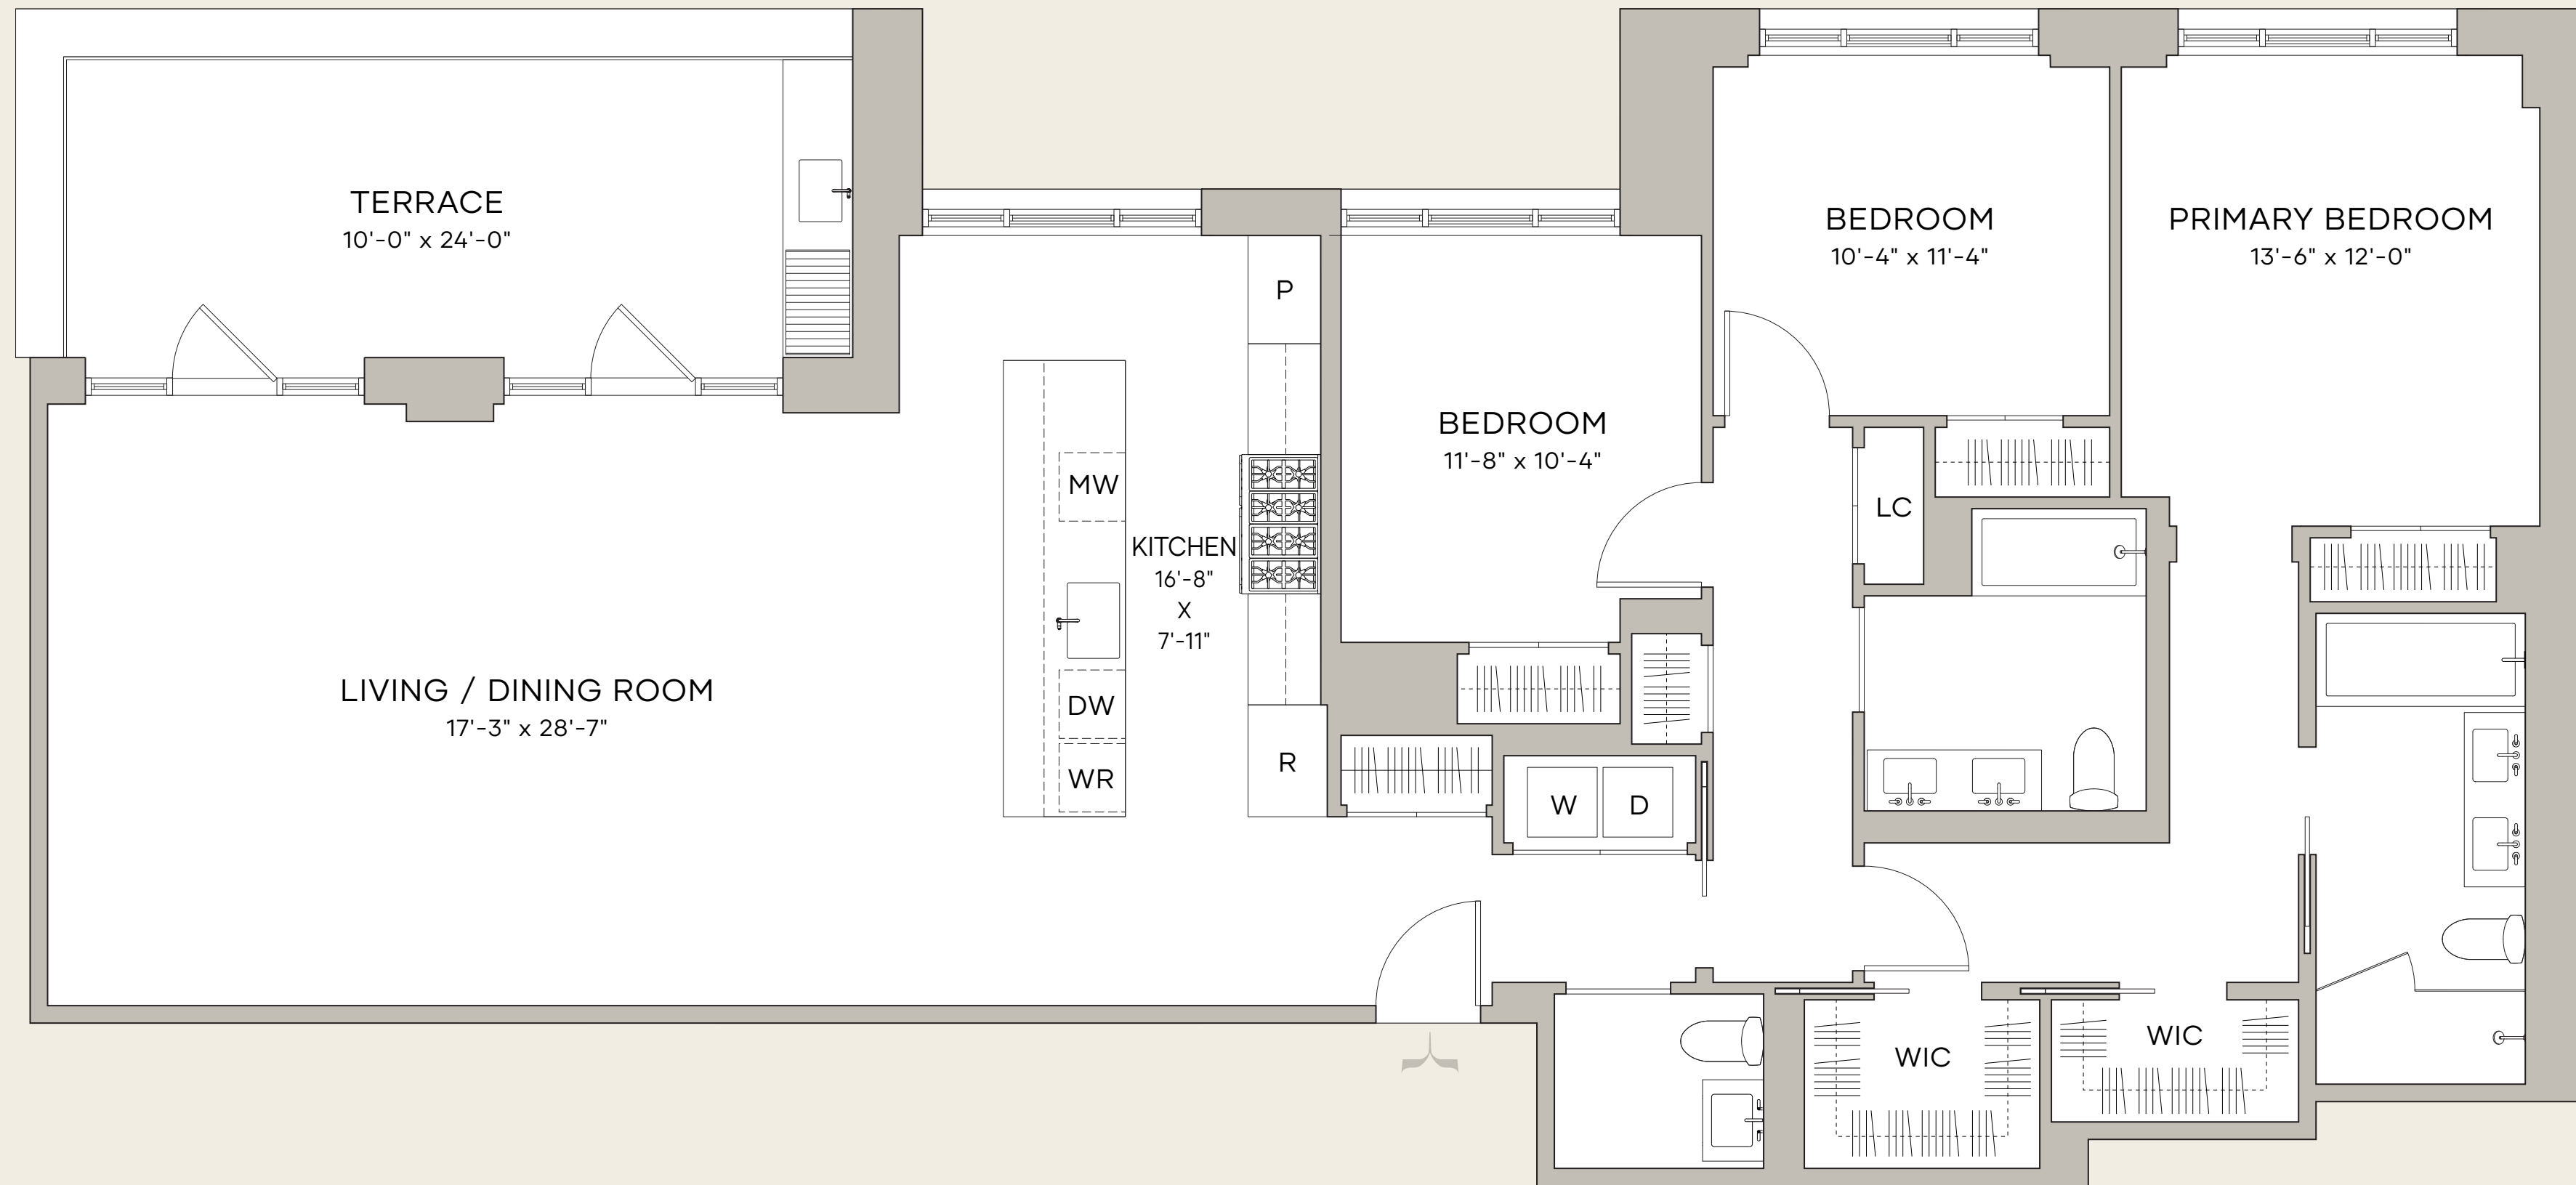 TERRACE
10'-0" x 24'-0"
BEDROOM
10'-4" x 11'-4"
PRIMARY BEDROOM
13'-6" x 12'-0"
P
BEDROOM
11'-8" x 10'-4"
MW
LC
KITCHEN
16'-8"
X
7'-11"
LIVING / DINING ROOM
17'-3" x 28'-7"
DW
WR
R
W
D
WIC
WIC